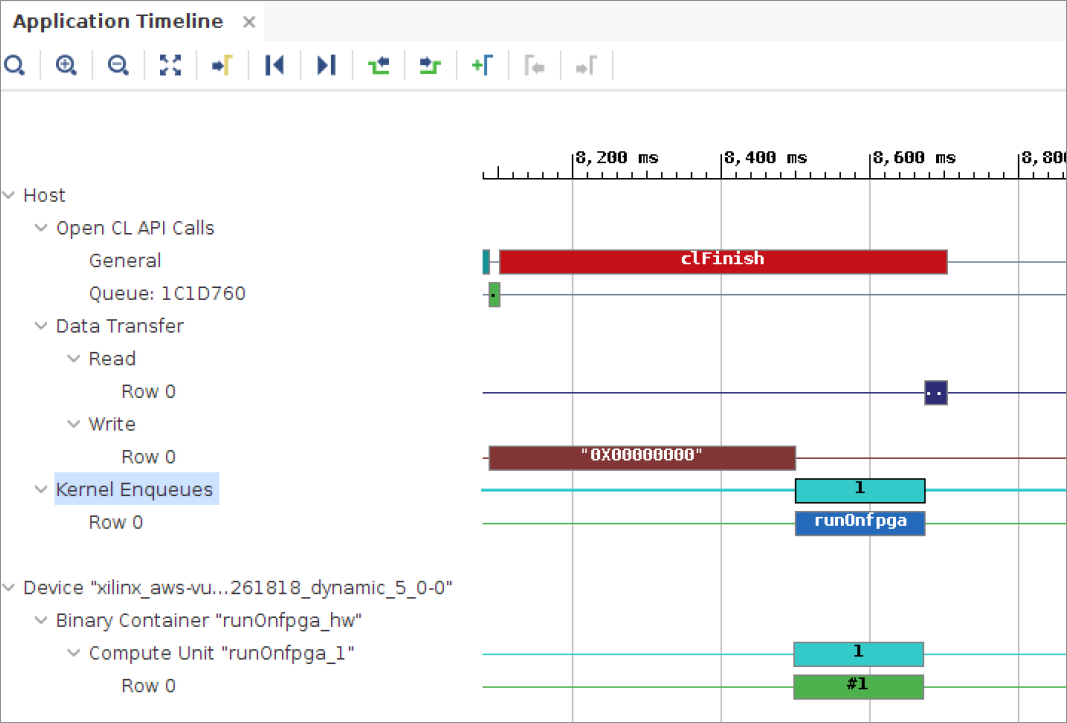 Application Timeline
8,200 ms 8,400 ms 8,600 ms 8,800
Host
Open CL API Calls
General clFinish
Queue: 1C1D760
Data Transfer
Read
Row 0
Write
Row 0 "0X00000000"
Kernel Enqueues 1
Row 0 runOnfpga
Device "xilinx_aws-vu...261818_dynamic_5_0-0"
Binary Container "runOnfpga_hw"
Compute Unit "runOnfpga_1" 1
Row 0 #1